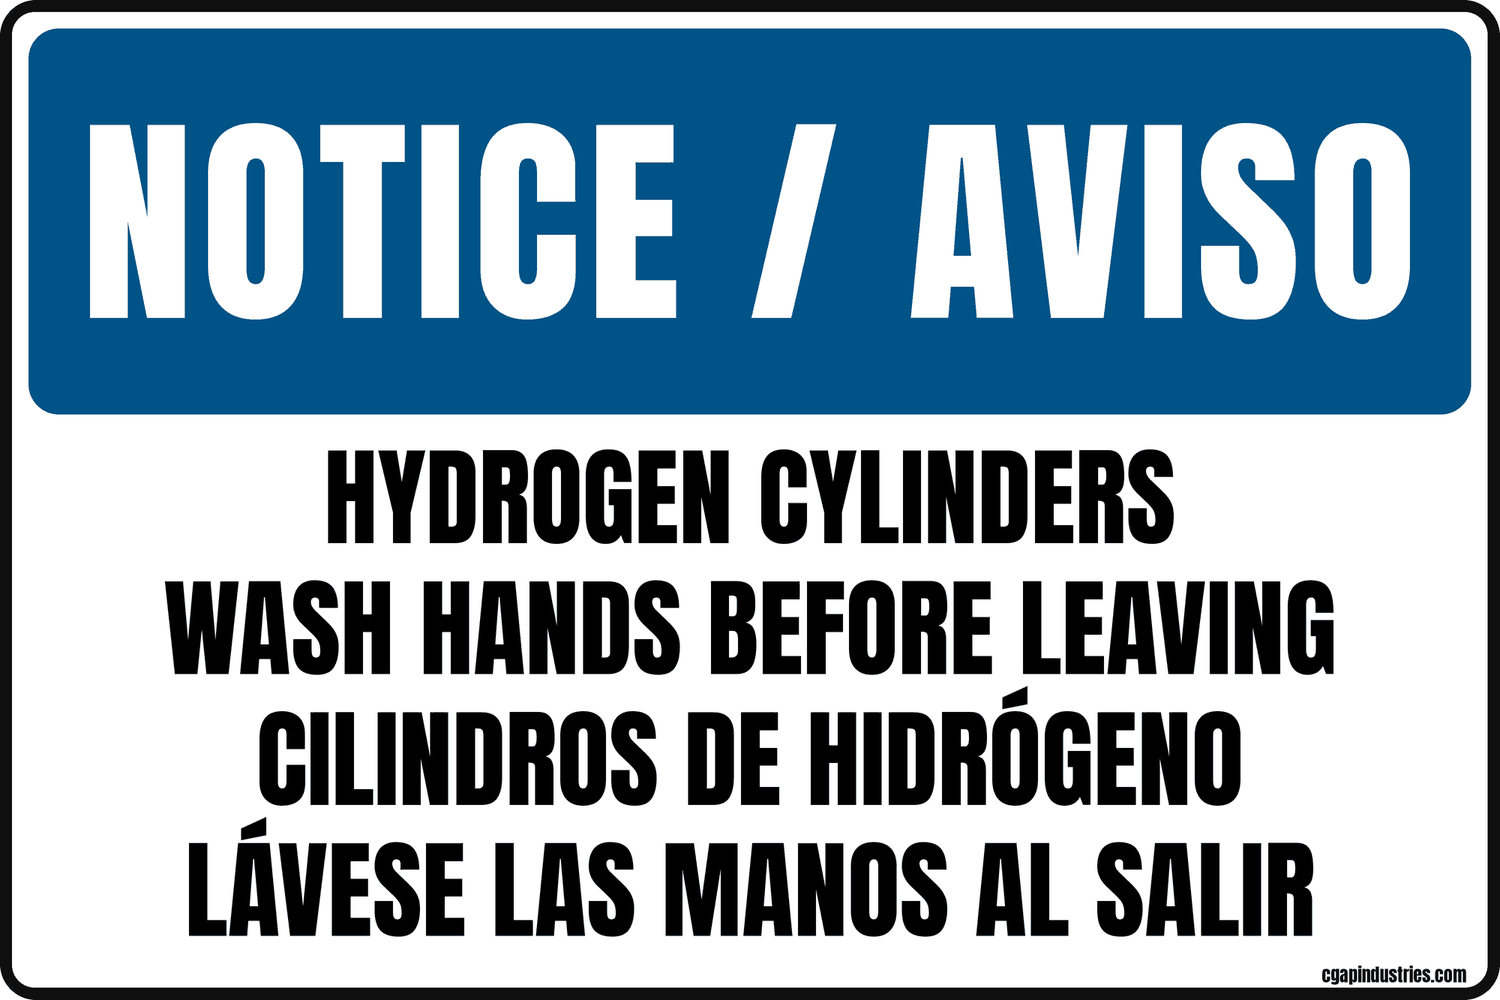 NOTICE / AVISO
HYDROGEN CYLINDERS
WASH HANDS BEFORE LEAVING
CILINDROS DE HIDRÓGENO
LÁVESE LAS MANOS AL SALIR
cgapindustries.com